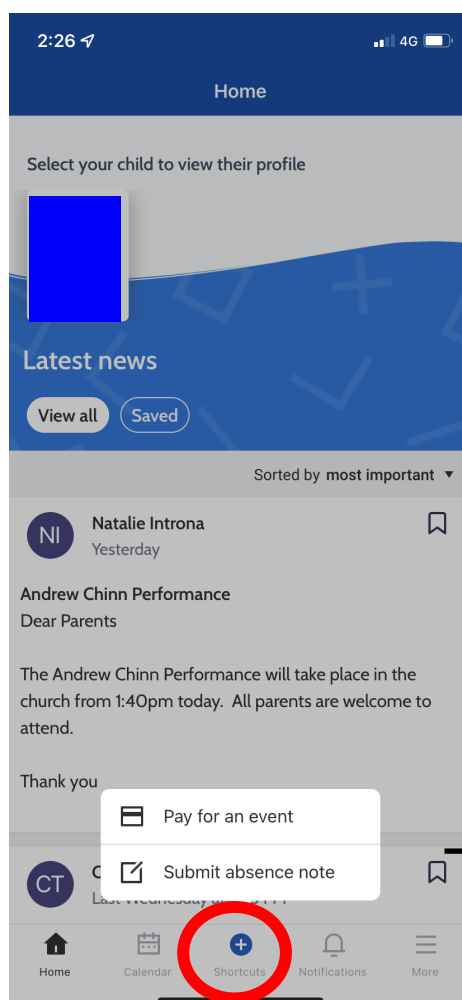 2:26
4G
Home
Select your child to view their profile
Latest news
View all
Saved
Sorted by most important
NI
Natalie Introna
Yesterday
Andrew Chinn Performance
Dear Parents
The Andrew Chinn Performance will take place in the
church from 1:40pm today. All parents are welcome to
attend.
Thank you
Pay for an event
Submit absence note
CT
Last Wednesday
Home
Calendar
Shortcuts
Notifications
More